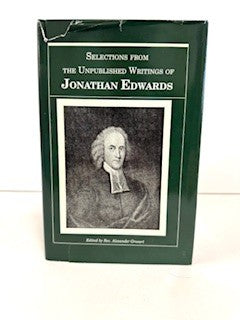 SELECTIONS FROM
THE UNPUBLISHED WRITINGS OF
JONATHAN EDWARDS
Edited by Rev. Alexander Grosart